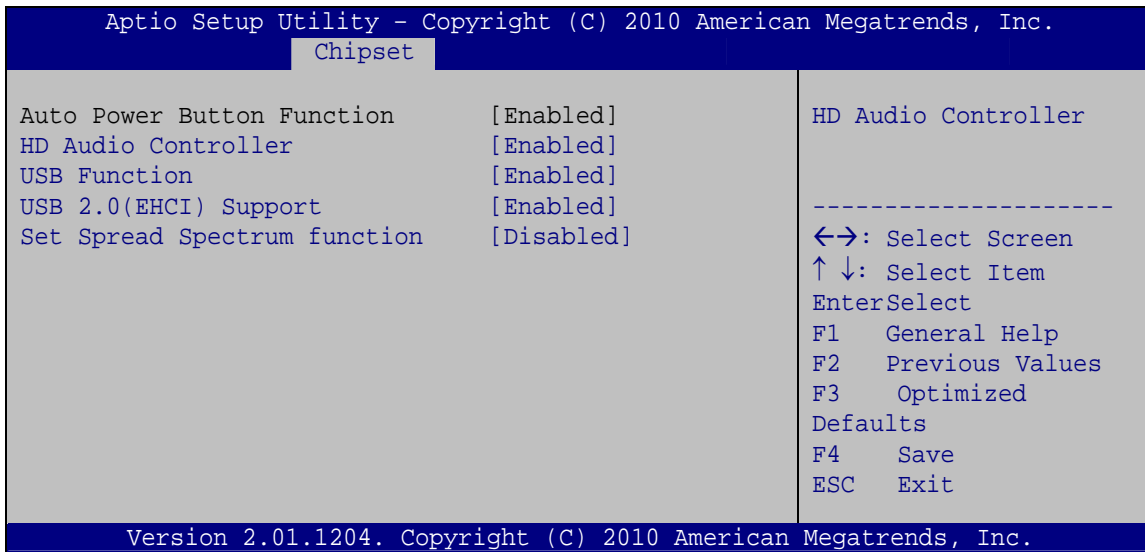 Aptio Setup Utility – Copyright (C) 2010 American Megatrends, Inc.
Chipset
Auto Power Button Function [Enabled]
HD Audio Controller [Enabled]
USB Function [Enabled]
USB 2.0(EHCI) Support [Enabled]
Set Spread Spectrum function [Disabled]
HD Audio Controller
---------------------
←→: Select Screen
↑ ↓: Select Item
EnterSelect
F1 General Help
F2 Previous Values
F3 Optimized
Defaults
F4 Save
ESC Exit
Version 2.01.1204. Copyright (C) 2010 American Megatrends, Inc.